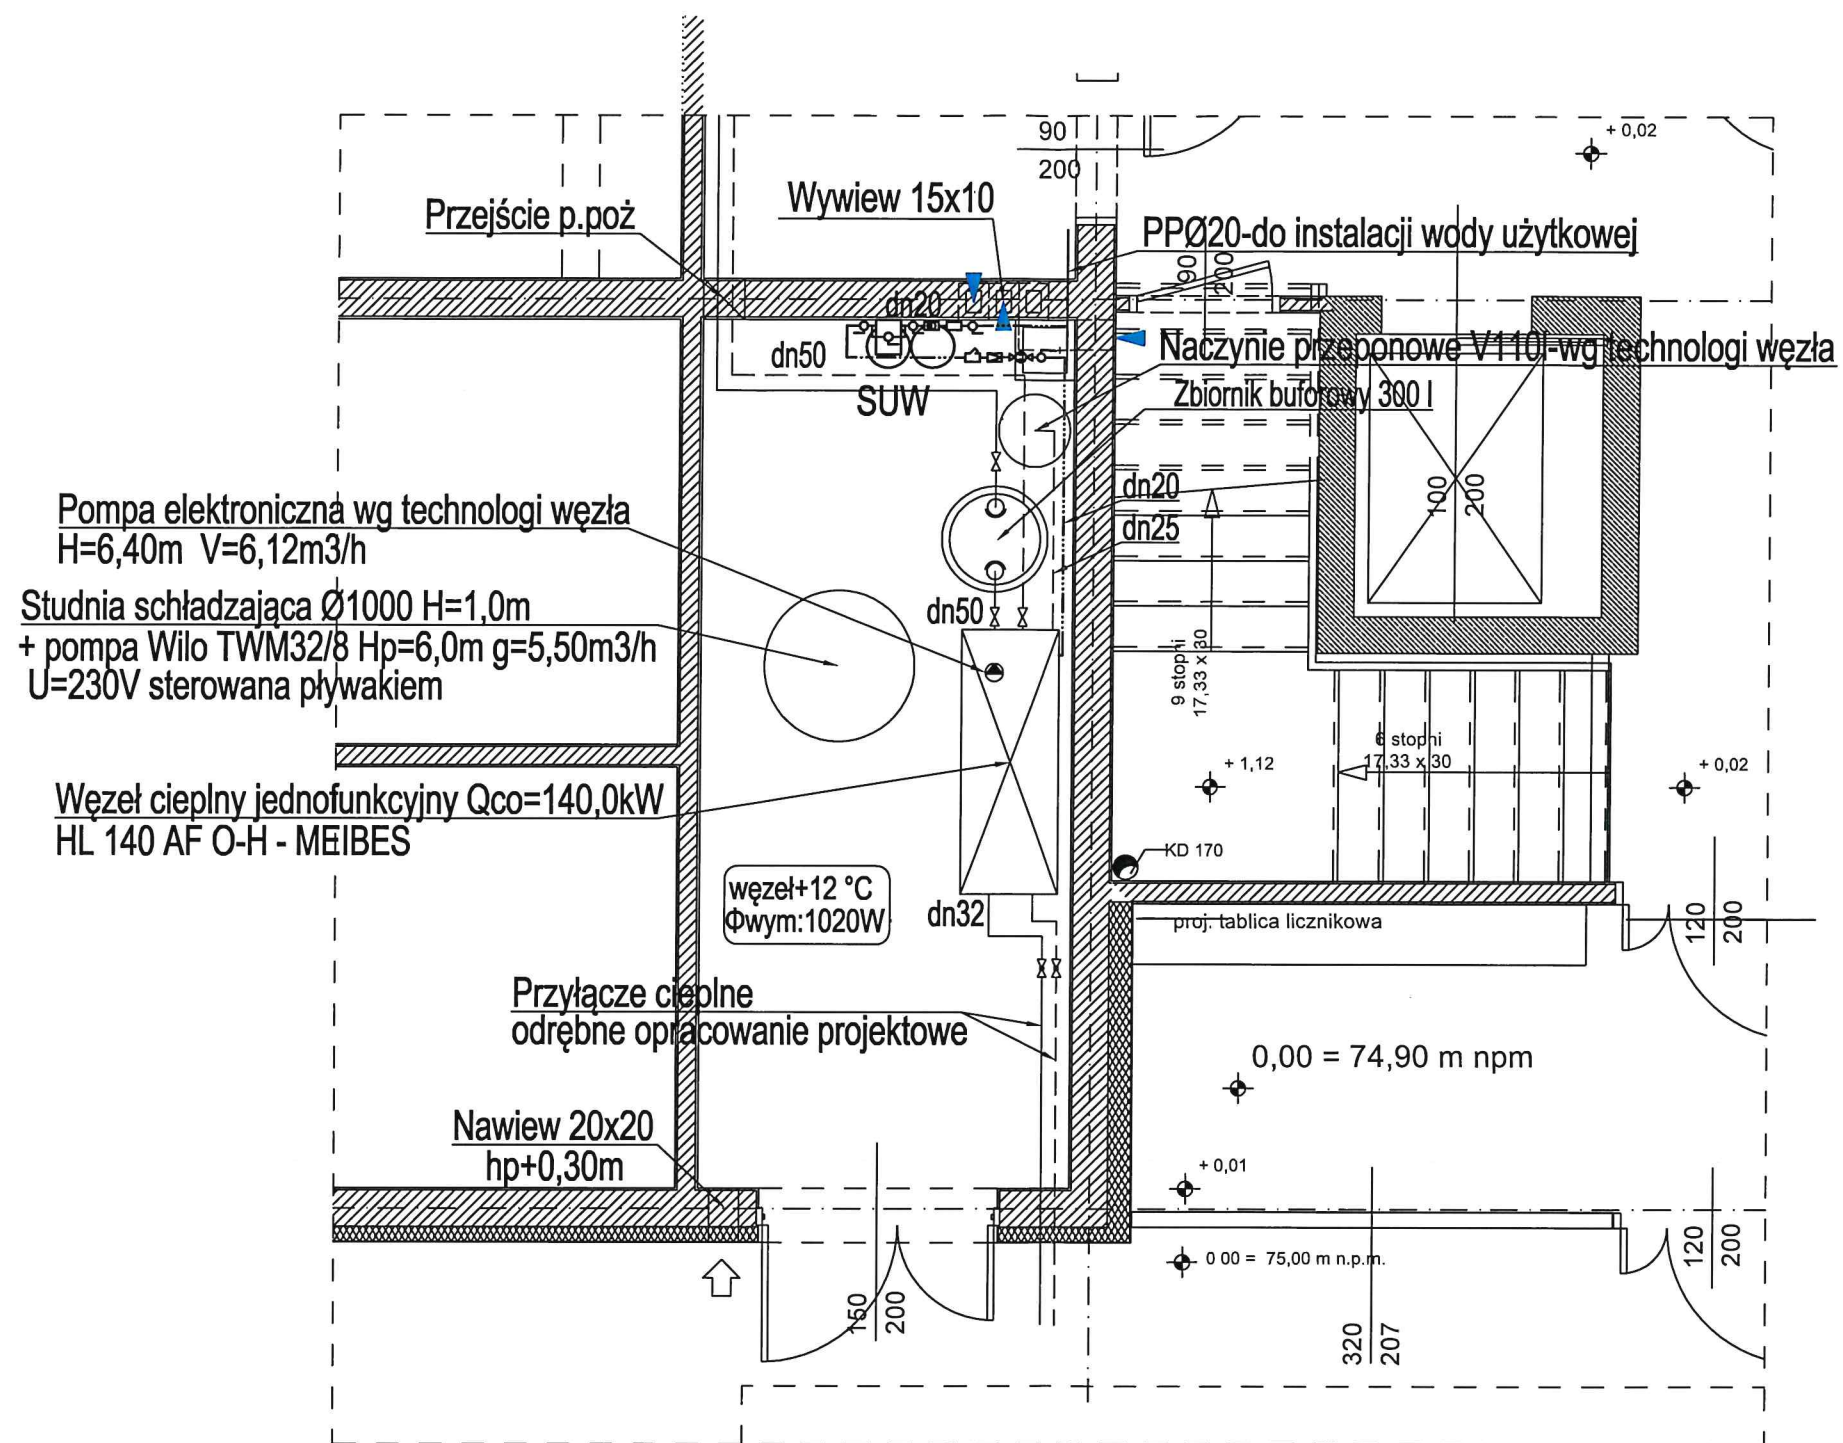 90
200
+ 0,02
Przejście p.poż
Wywiew 15x10
PPØ20-do instalacji wody użytkowej
90
200
dn20
dn50
SUW
Naczynie przeponowe V110l-wg technologi węzła
Zbiornik buforowy 300 l
100
200
dn20
dn25
Pompa elektroniczna wg technologi węzła
H=6,40m V=6,12m3/h
Studnia schładzająca Ø1000 H=1,0m
+ pompa Wilo TWM32/8 Hp=6,0m g=5,50m3/h
U=230V sterowana pływakiem
dn50
9 stopni
17,33 x 30
6 stopni
17,33 x 30
+ 1,12
+ 0,02
Węzeł cieplny jednofunkcyjny Qco=140,0kW
HL 140 AF O-H - MEIBES
KD 170
węzeł+12 °C
Φwym:1020W
dn32
proj. tablica licznikowa
120
200
Przyłącze cieplne
odrębne opracowanie projektowe
0,00 = 74,90 m npm
Nawiew 20x20
hp+0,30m
+ 0,01
0 00 = 75,00 m n.p.m.
150
200
320
207
120
200